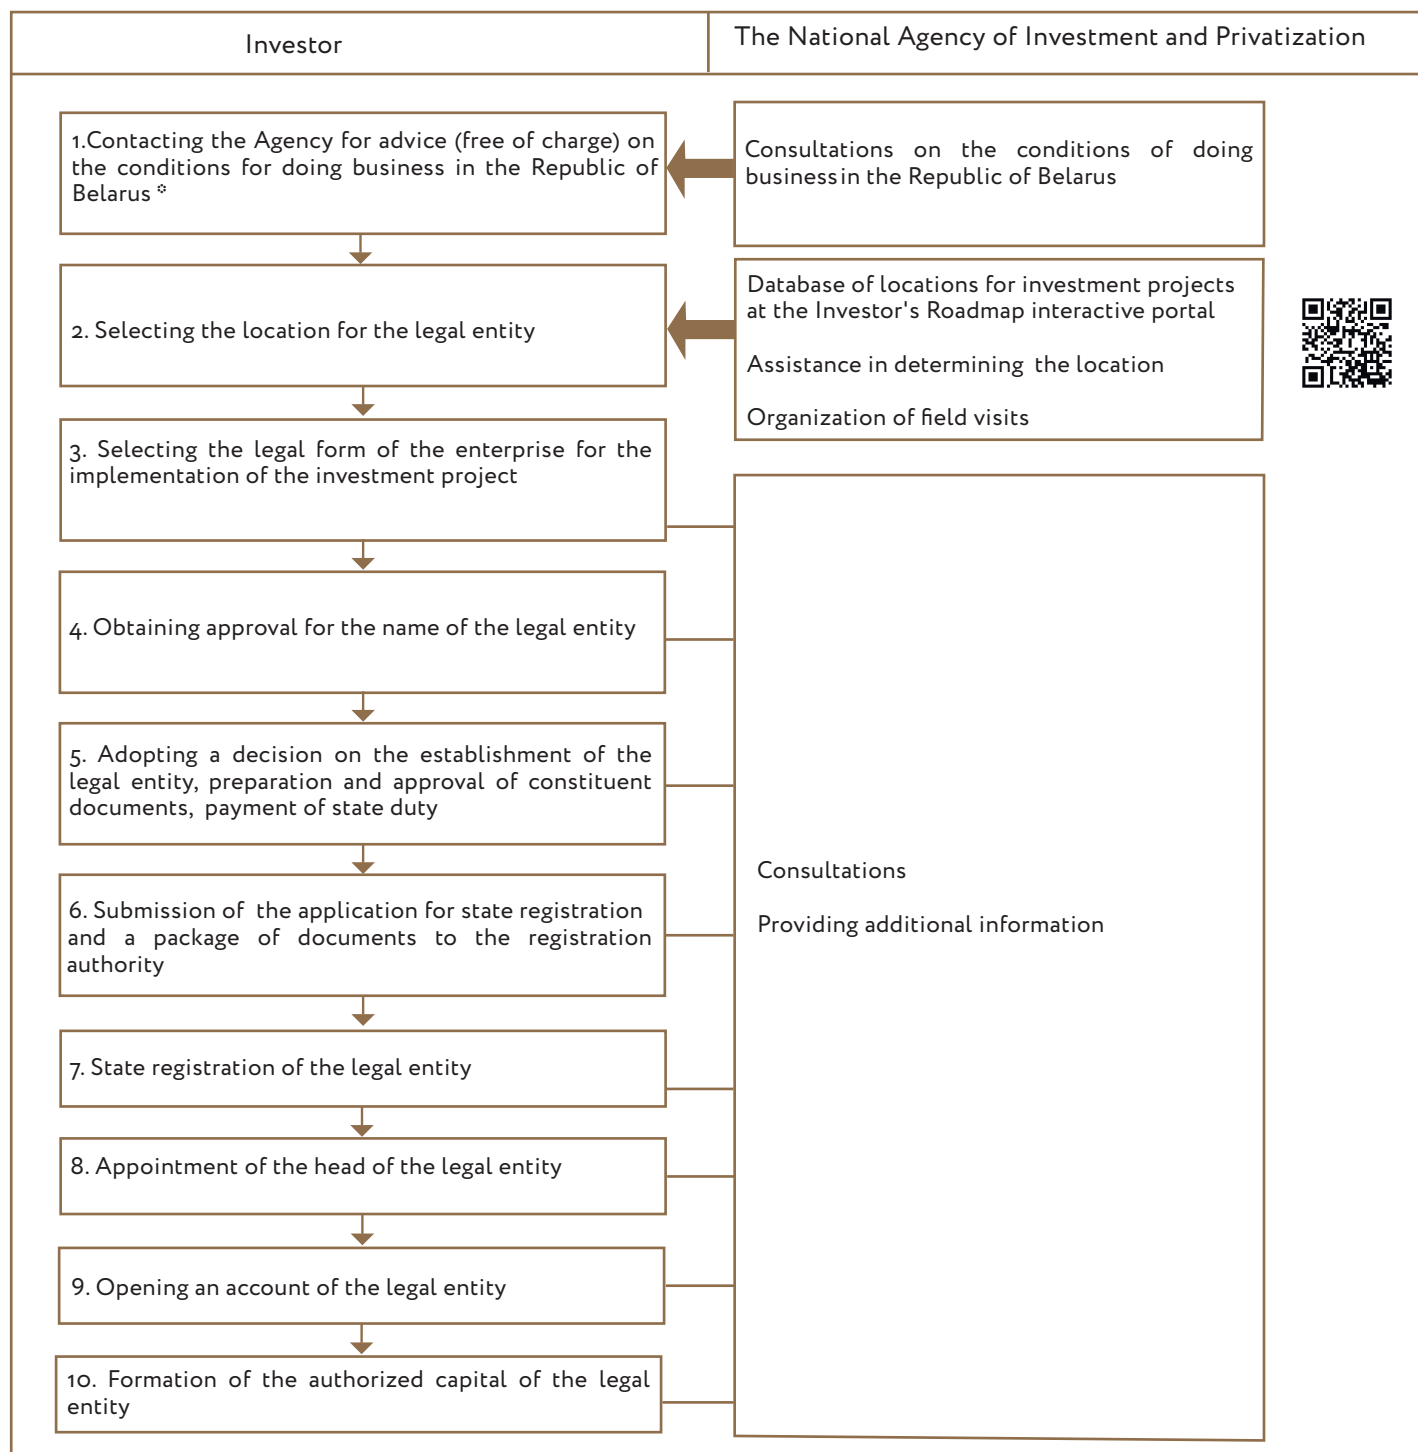 Investor
The National Agency of Investment and Privatization
1.Contacting the Agency for advice (free of charge) on
the conditions for doing business in the Republic of
Belarus *
Consultations on the conditions of doing
business in the Republic of Belarus
2. Selecting the location for the legal entity
Database of locations for investment projects
at the Investor's Roadmap interactive portal
Assistance in determining the location
Organization of field visits
3. Selecting the legal form of the enterprise for the
implementation of the investment project
4. Obtaining approval for the name of the legal entity
5. Adopting a decision on the establishment of the
legal entity, preparation and approval of constituent
documents, payment of state duty
6. Submission of the application for state registration
and a package of documents to the registration
authority
7. State registration of the legal entity
8. Appointment of the head of the legal entity
9. Opening an account of the legal entity
10. Formation of the authorized capital of the legal
entity
Consultations
Providing additional information